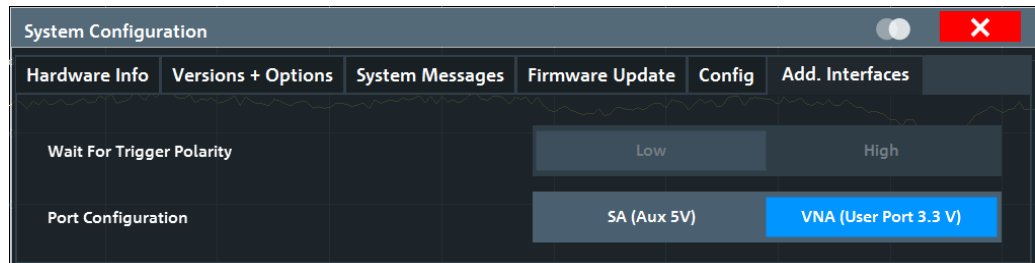 System Configuration
Hardware Info Versions + Options System Messages Firmware Update Config Add. Interfaces
Wait For Trigger Polarity Low High
Port Configuration SA (Aux 5V) VNA (User Port 3.3 V)